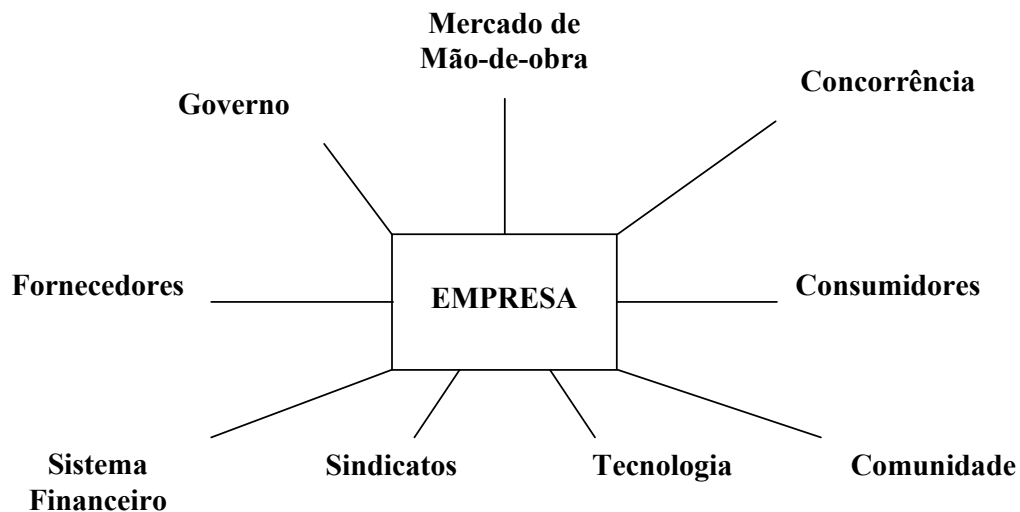 Mercado de
Mão-de-obra
Concorrência
Governo
Fornecedores
EMPRESA
Consumidores
Sistema
Financeiro
Sindicatos
Tecnologia
Comunidade